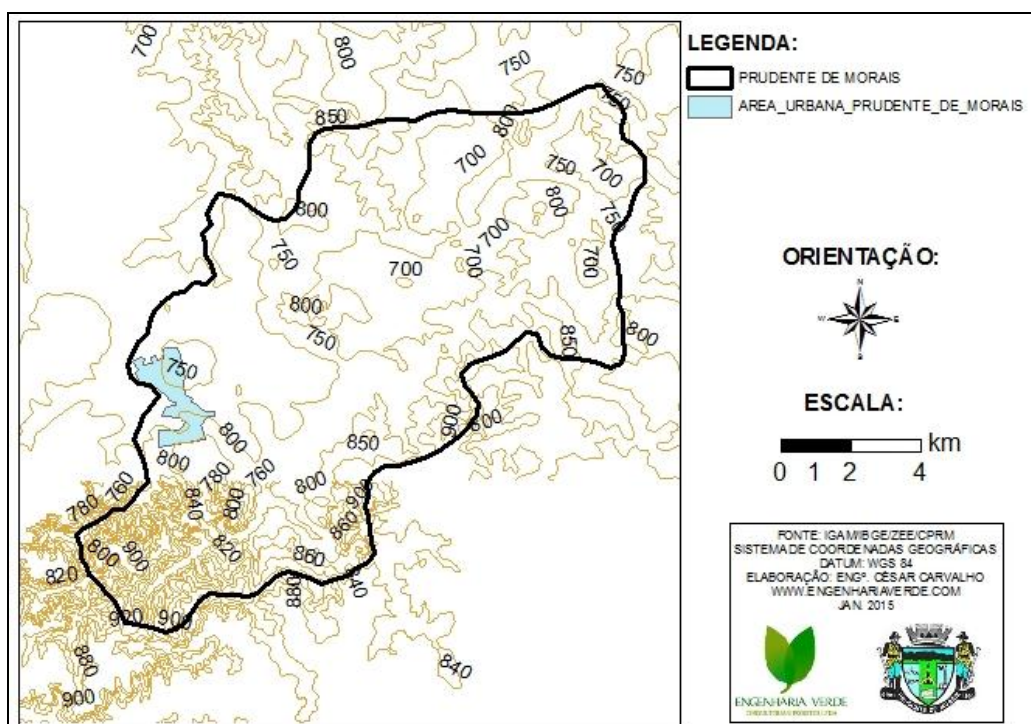 LEGENDA:
PRUDENTE DE MORAIS
AREA_URBANA_PRUDENTE_DE_MORAIS
ORIENTAÇÃO:
N
W
E
S
ESCALA:
km
0 1 2 4
FONTE: IGAM/IBGE/ZEE/CPRM
SISTEMA DE COORDENADAS GEOGRÁFICAS
DATUM: WGS 84
ELABORAÇÃO: ENGº. CÉSAR CARVALHO
WWW.ENGENHARIAVERDE.COM
JAN. 2015
ENGENHARIA VERDE
700
800
750
750
750
850
800
700
750
700
800
800
750
700
750
700
700
700
800
750
850
800
750
900
800
800
850
800
780
760
800
900
760
780
840
800
860
820
800
900
820
860
880
840
920
900
880
840
900